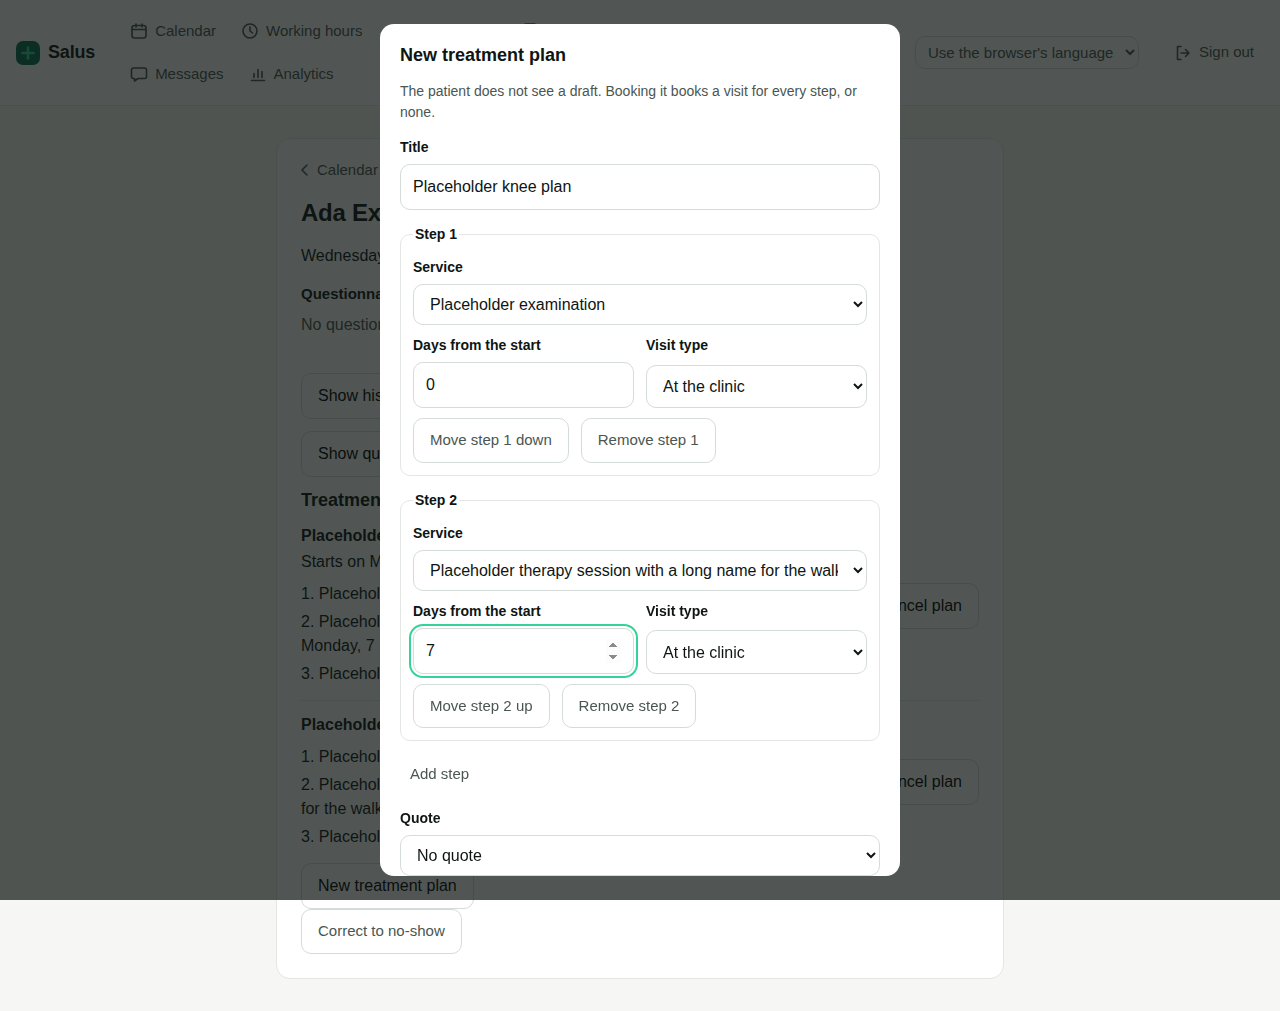 Salus
Calendar
Working hours
Messages
Analytics
Use the browser's language
Sign out
Calendar
Ada Ex
Wednesday
Questionna
No question
Show his
Show qu
Treatmen
Placeholde
Starts on M
1. Placehol
2. Placehol
Monday, 7
3. Placehol
ncel plan
Placeholde
1. Placehol
2. Placehol
for the walk
3. Placehol
ncel plan
New treatment plan
Correct to no-show
New treatment plan
The patient does not see a draft. Booking it books a visit for every step, or
none.
Title
Placeholder knee plan
Step 1
Service
Placeholder examination
Days from the start
Visit type
0
At the clinic
Move step 1 down
Remove step 1
Step 2
Service
Placeholder therapy session with a long name for the walk
Days from the start
Visit type
7
At the clinic
Move step 2 up
Remove step 2
Add step
Quote
No quote